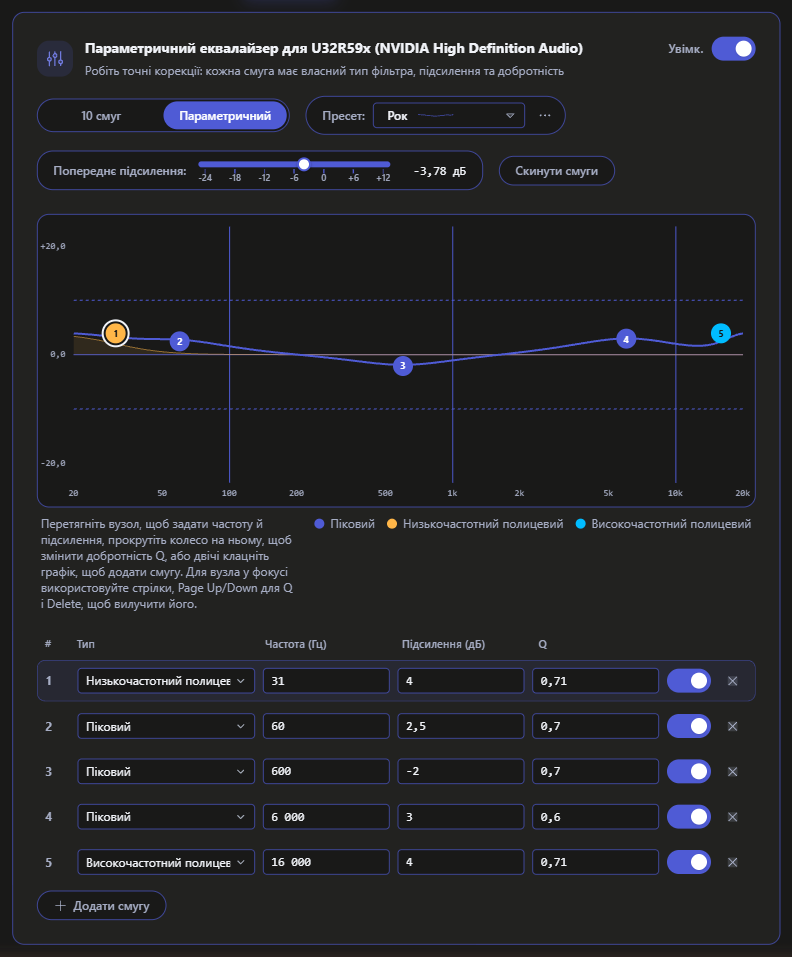 Параметричний еквалайзер для U32R59x (NVIDIA High Definition Audio)
Увімк.
Робіть точні корекції: кожна смуга має власний тип фільтра, підсилення та добротність
10 смуг
Параметричний
Пресет:
Рок
...
Попереднє підсилення:
-24 -18 -12 -6 0 +6 +12
-3,78 дБ
Скинути смуги
+20,0
0,0
-20,0
1
2
3
4
5
20 50 100 200 500 1k 2k 5k 10k 20k
Перетягніть вузол, щоб задати частоту й
підсилення, прокрутіть колесо на ньому, щоб
змінити добротність Q, або двічі клацніть
графік, щоб додати смугу. Для вузла у фокусі
використовуйте стрілки, Page Up/Down для Q
і Delete, щоб вилучити його.
Піковий
Низькочастотний полицевий
Високочастотний полицевий
# Тип Частота (Гц) Підсилення (дБ) Q
1 Низькочастотний полицев 31 4 0,71
2 Піковий 60 2,5 0,7
3 Піковий 600 -2 0,7
4 Піковий 6 000 3 0,6
5 Високочастотний полицев 16 000 4 0,71
+ Додати смугу